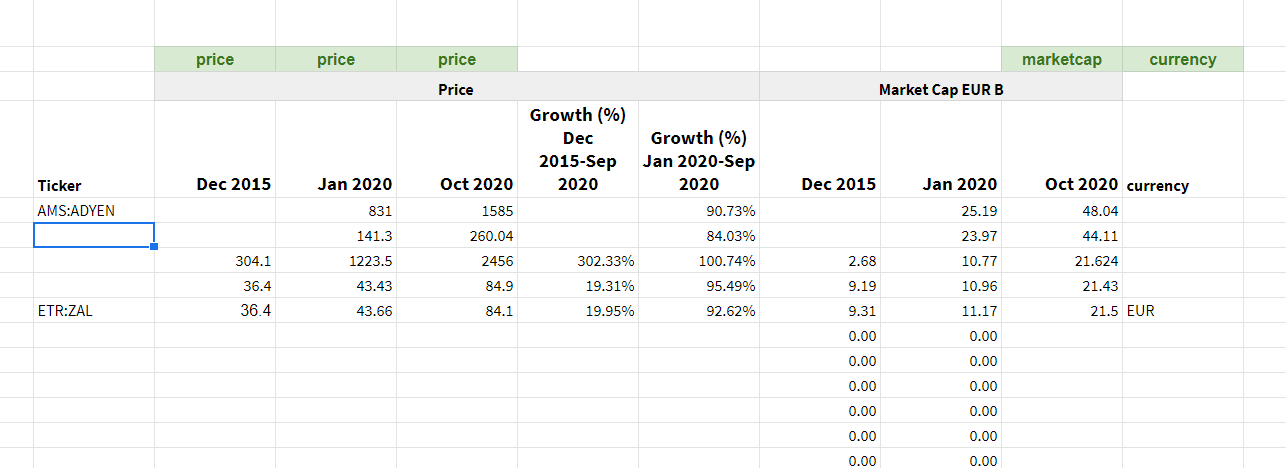 price price price marketcap currency
Price Market Cap EUR B
Ticker Dec 2015 Jan 2020 Oct 2020 Growth (%) Dec 2015-Sep 2020 Growth (%) Jan 2020-Sep 2020 Dec 2015 Jan 2020 Oct 2020 currency
AMS:ADYEN 831 1585 90.73% 25.19 48.04
141.3 260.04 84.03% 23.97 44.11
304.1 1223.5 2456 302.33% 100.74% 2.68 10.77 21.624
36.4 43.43 84.9 19.31% 95.49% 9.19 10.96 21.43
ETR:ZAL 36.4 43.66 84.1 19.95% 92.62% 9.31 11.17 21.5 EUR
0.00 0.00
0.00 0.00
0.00 0.00
0.00 0.00
0.00 0.00
0.00 0.00